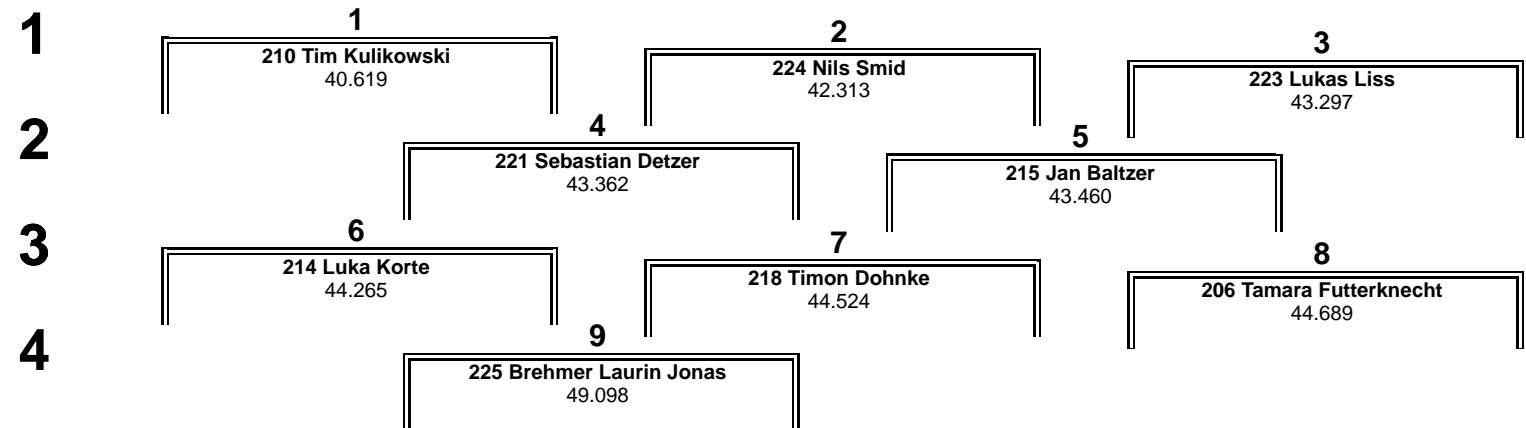 1
1
210 Tim Kulikowski
40.619
2
224 Nils Smid
42.313
3
223 Lukas Liss
43.297
2
4
221 Sebastian Detzer
43.362
5
215 Jan Baltzer
43.460
3
6
214 Luka Korte
44.265
7
218 Timon Dohnke
44.524
8
206 Tamara Futterknecht
44.689
4
9
225 Brehmer Laurin Jonas
49.098